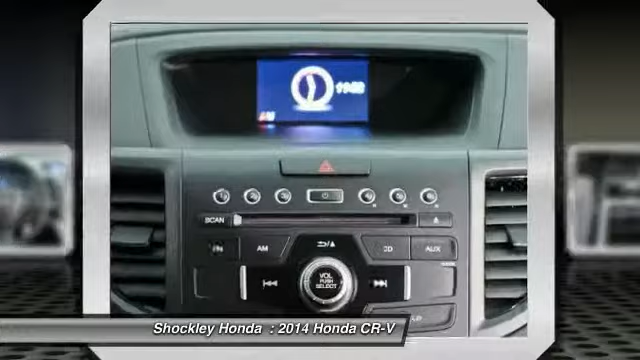 SCAN
AM
CD
AUX
VOL
PUSH
SELECT
Shockley Honda : 2014 Honda CR-V